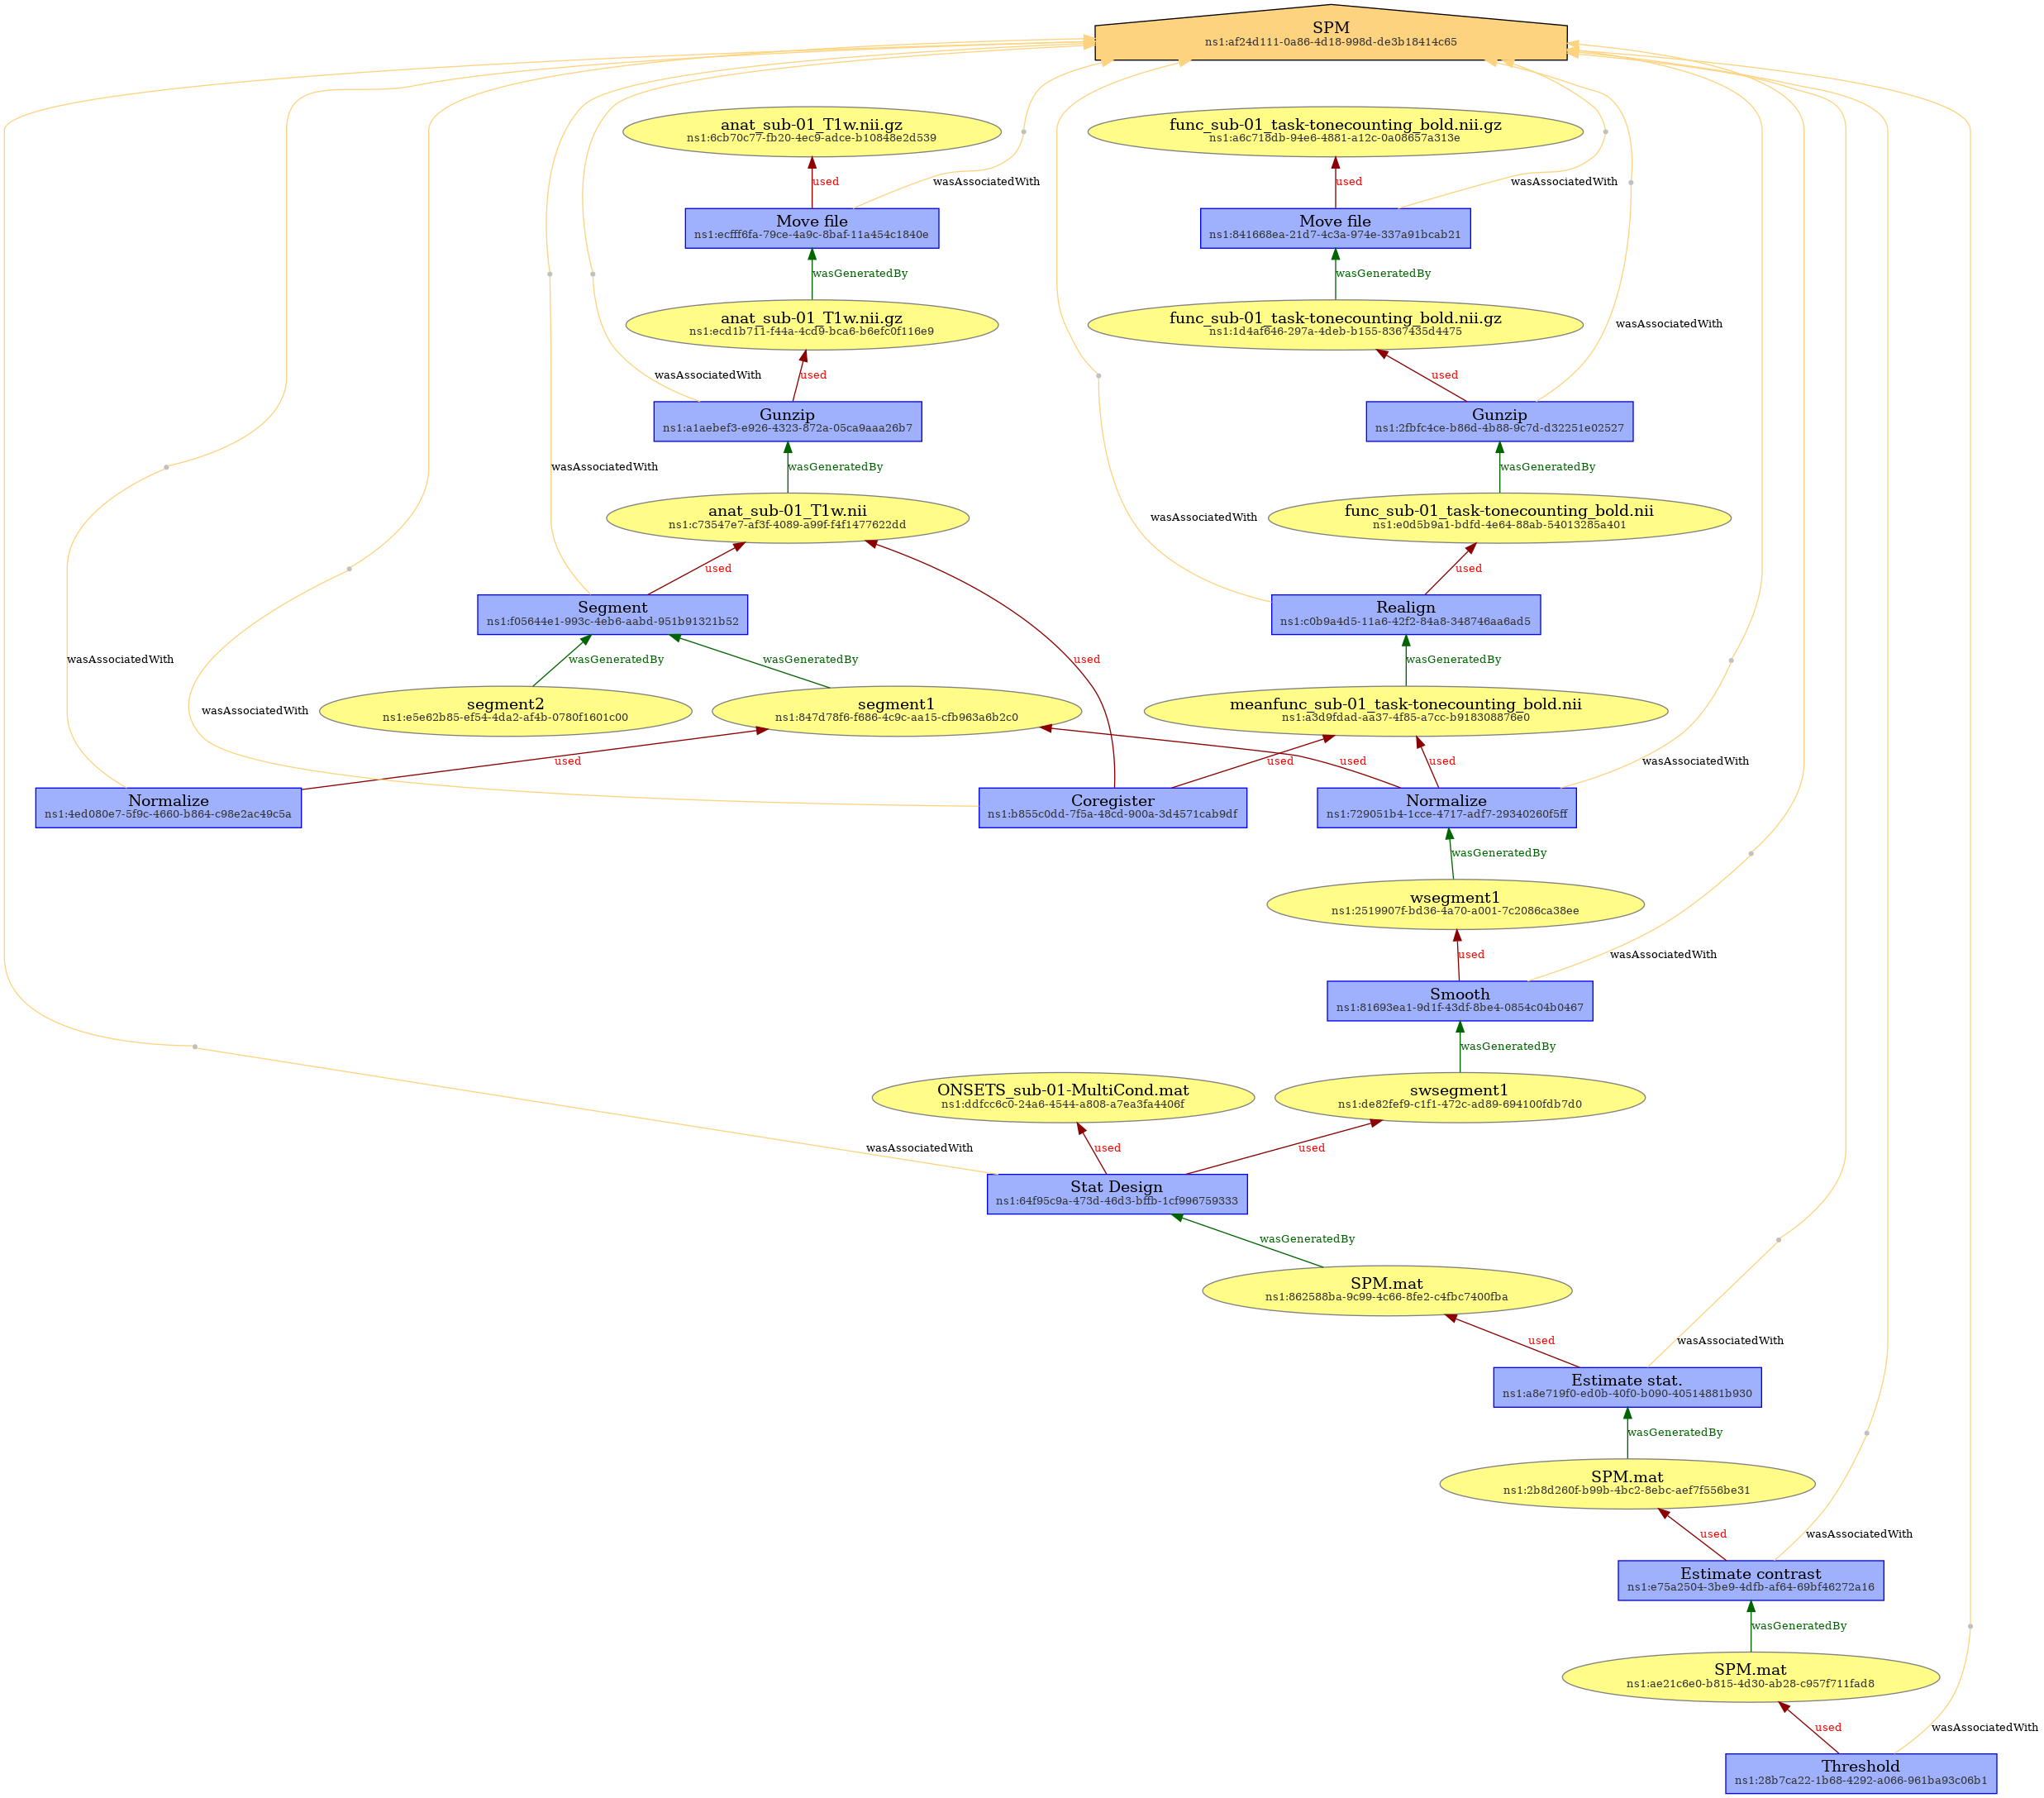 SPM
ns1:af24d111-0a86-4d18-998d-de3b18414c65
anat_sub-01_T1w.nii.gz
ns1:6cb70c77-fb20-4ec9-adce-b10848e2d539
func_sub-01_task-tonecounting_bold.nii.gz
ns1:a6c718db-94e6-4881-a12c-0a08657a313e
used
wasAssociatedWith
used
wasAssociatedWith
Move file
ns1:ecfff6fa-79ce-4a9c-8baf-11a454c1840e
Move file
ns1:841668ea-21d7-4c3a-974e-337a91bcab21
wasGeneratedBy
wasGeneratedBy
anat_sub-01_T1w.nii.gz
ns1:ecd1b711-f44a-4cd9-bca6-b6efc0f116e9
func_sub-01_task-tonecounting_bold.nii.gz
ns1:1d4af646-297a-4deb-b155-8367435d4475
wasAssociatedWith
wasAssociatedWith
used
used
Gunzip
ns1:a1aebef3-e926-4323-872a-05ca9aaa26b7
Gunzip
ns1:2fbfc4ce-b86d-4b88-9c7d-d32251e02527
wasAssociatedWith
wasGeneratedBy
wasGeneratedBy
anat_sub-01_T1w.nii
ns1:c73547e7-af3f-4089-a99f-f4f1477622dd
wasAssociatedWith
func_sub-01_task-tonecounting_bold.nii
ns1:e0d5b9a1-bdfd-4e64-88ab-54013285a401
used
used
Segment
ns1:f05644e1-993c-4eb6-aabd-951b91321b52
Realign
ns1:c0b9a4d5-11a6-42f2-84a8-348746aa6ad5
wasAssociatedWith
wasGeneratedBy
wasGeneratedBy
used
wasGeneratedBy
wasAssociatedWith
segment2
ns1:e5e62b85-ef54-4da2-af4b-0780f1601c00
segment1
ns1:847d78f6-f686-4c9c-aa15-cfb963a6b2c0
meanfunc_sub-01_task-tonecounting_bold.nii
ns1:a3d9fdad-aa37-4f85-a7cc-b918308876e0
used
used
used
used
wasAssociatedWith
Normalize
ns1:4ed080e7-5f9c-4660-b864-c98e2ac49c5a
Coregister
ns1:b855c0dd-7f5a-48cd-900a-3d4571cab9df
Normalize
ns1:729051b4-1cce-4717-adf7-29340260f5ff
wasGeneratedBy
wsegment1
ns1:2519907f-bd36-4a70-a001-7c2086ca38ee
used
wasAssociatedWith
Smooth
ns1:81693ea1-9d1f-43df-8be4-0854c04b0467
wasGeneratedBy
ONSETS_sub-01-MultiCond.mat
ns1:ddfcc6c0-24a6-4544-a808-a7ea3fa4406f
swsegment1
ns1:de82fef9-c1f1-472c-ad89-694100fdb7d0
wasAssociatedWith
used
used
Stat Design
ns1:64f95c9a-473d-46d3-bffb-1cf996759333
wasGeneratedBy
SPM.mat
ns1:862588ba-9c99-4c66-8fe2-c4fbc7400fba
used
wasAssociatedWith
Estimate stat.
ns1:a8e719f0-ed0b-40f0-b090-40514881b930
wasGeneratedBy
SPM.mat
ns1:2b8d260f-b99b-4bc2-8ebc-aef7f556be31
used
wasAssociatedWith
Estimate contrast
ns1:e75a2504-3be9-4dfb-af64-69bf46272a16
wasGeneratedBy
SPM.mat
ns1:ae21c6e0-b815-4d30-ab28-c957f711fad8
used
wasAssociatedWith
Threshold
ns1:28b7ca22-1b68-4292-a066-961ba93c06b1